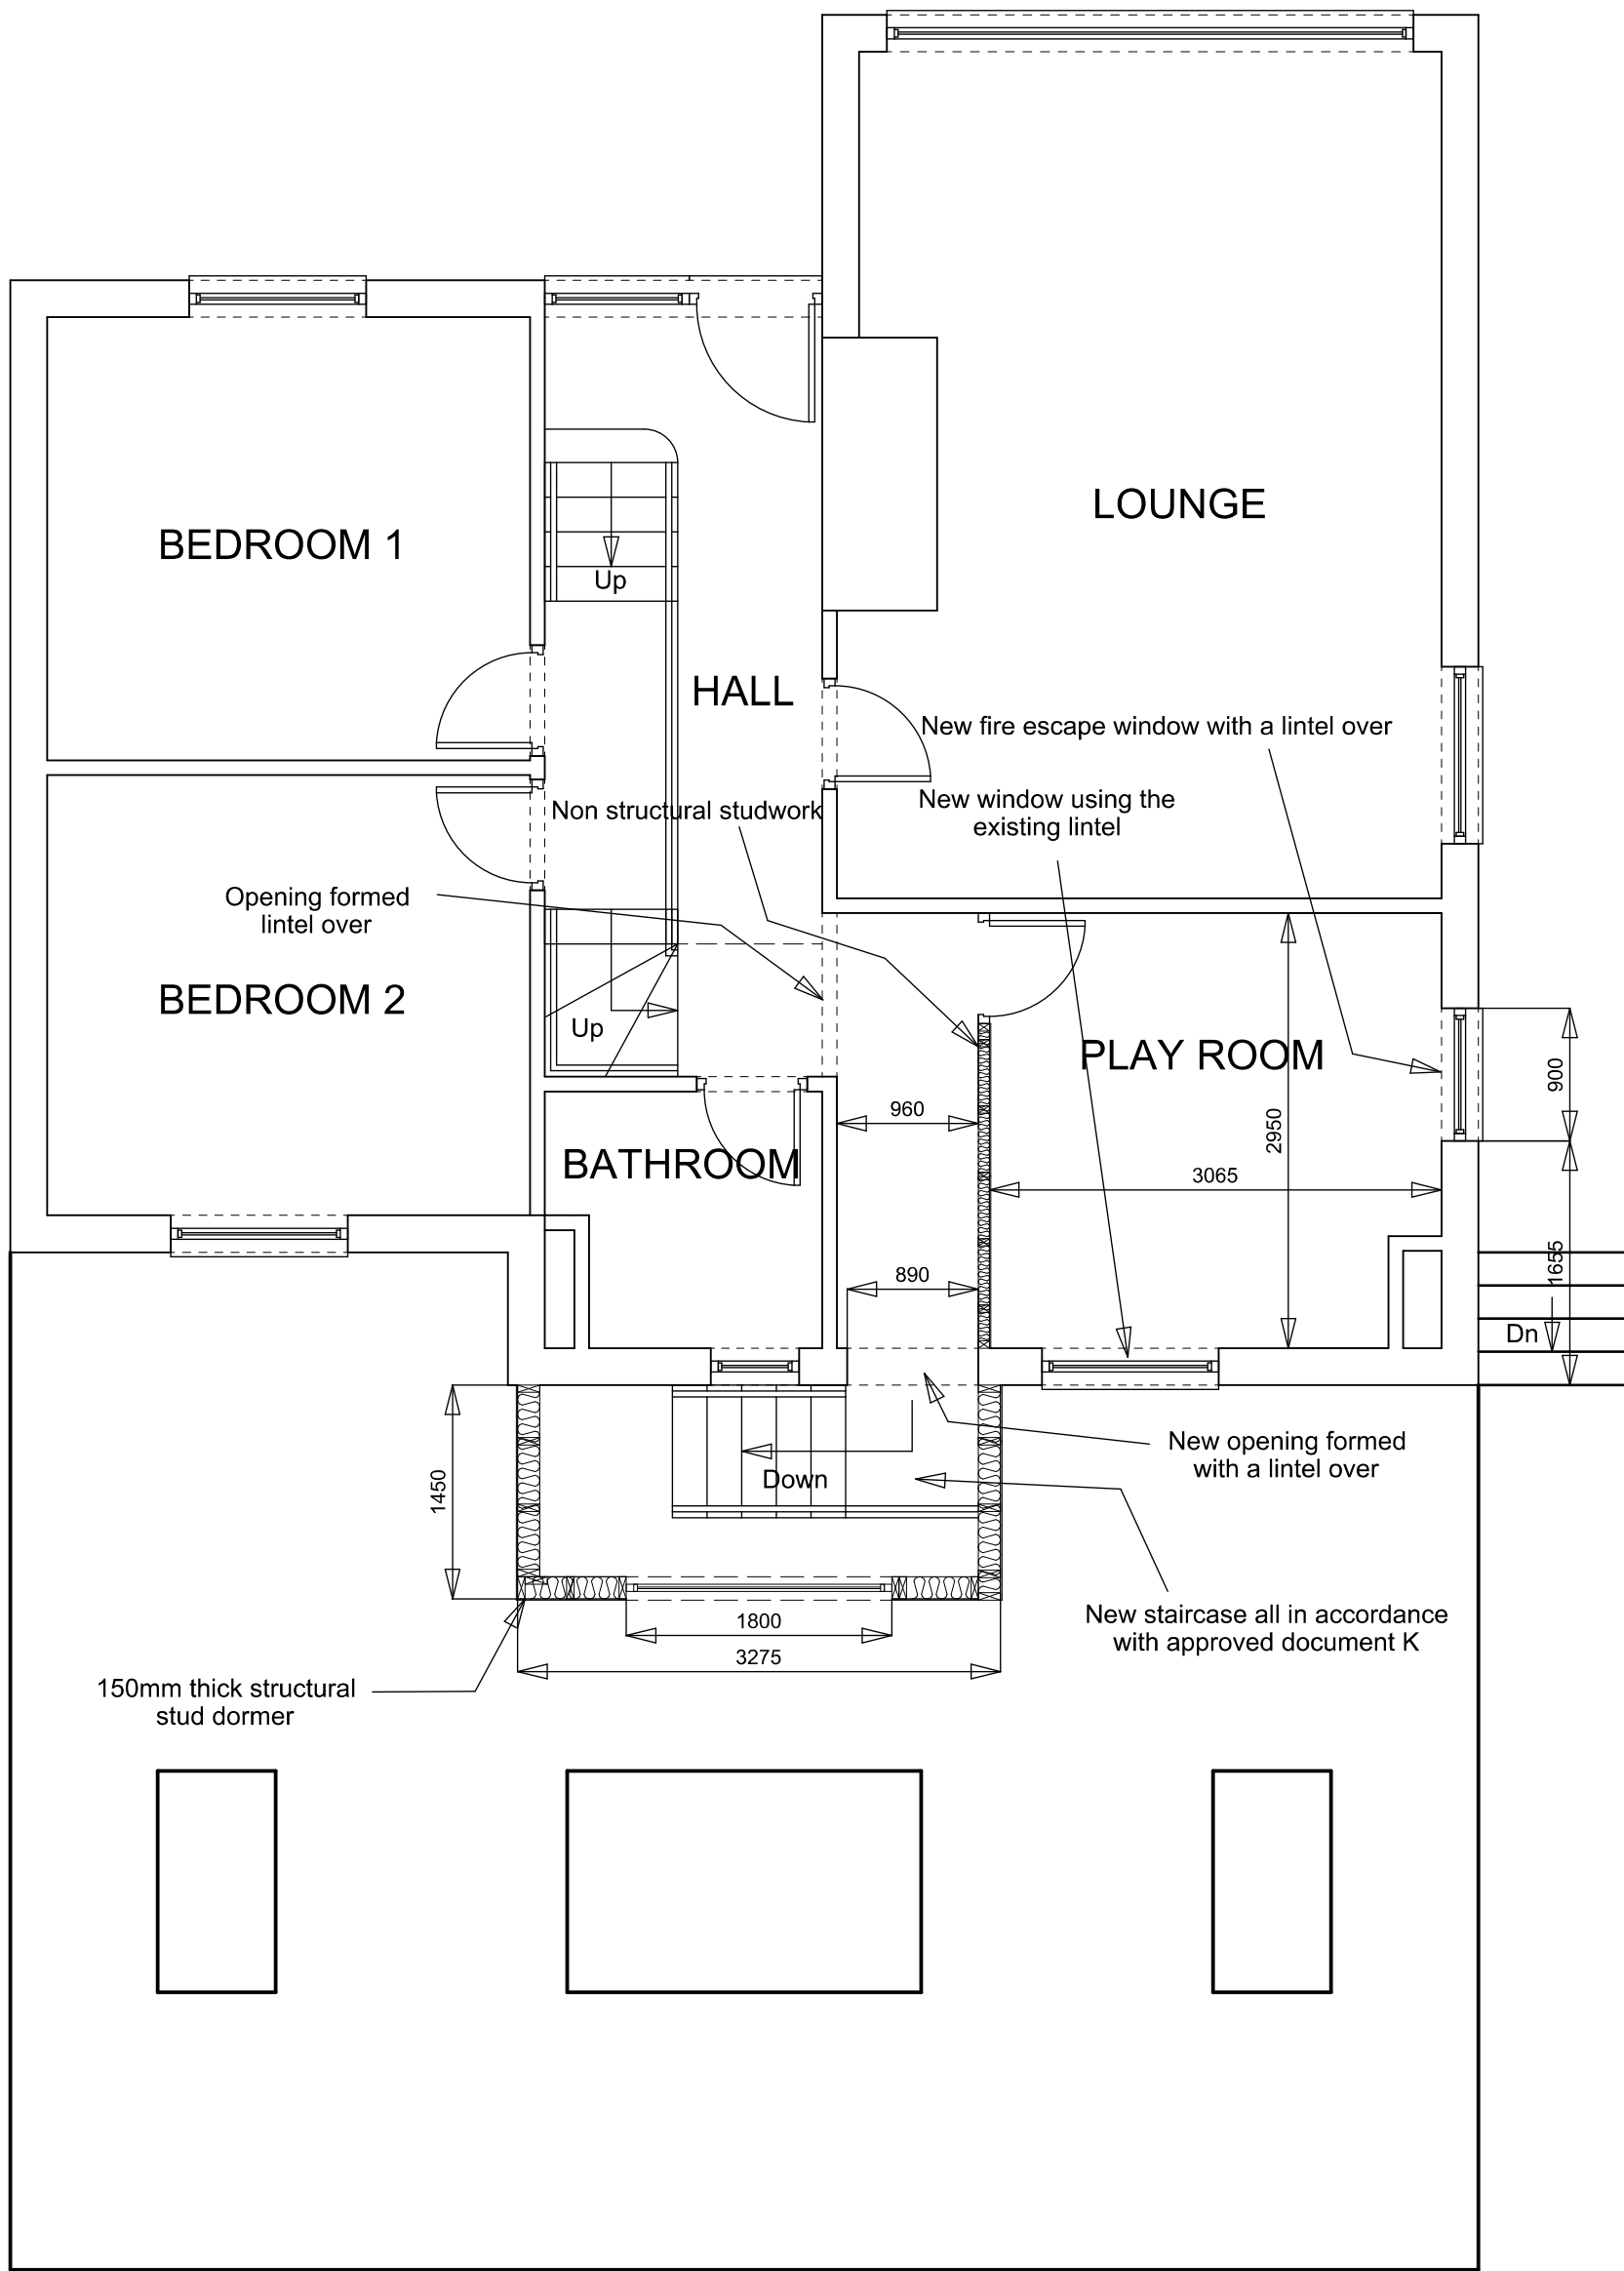 LOUNGE
BEDROOM 1
Up
HALL
New fire escape window with a lintel over
New window using the
existing lintel
Non structural studwork
Opening formed
lintel over
BEDROOM 2
Up
PLAY ROOM
900
960
2950
BATHROOM
3065
1655
890
Dn
New opening formed
with a lintel over
Down
1450
New staircase all in accordance
with approved document K
1800
3275
150mm thick structural
stud dormer